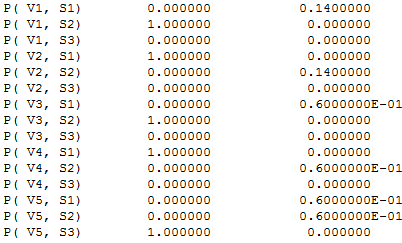 P( V1, S1) 0.000000 0.1400000
P( V1, S2) 1.000000 0.000000
P( V1, S3) 0.000000 0.000000
P( V2, S1) 1.000000 0.000000
P( V2, S2) 0.000000 0.1400000
P( V2, S3) 0.000000 0.000000
P( V3, S1) 0.000000 0.6000000E-01
P( V3, S2) 1.000000 0.000000
P( V3, S3) 0.000000 0.000000
P( V4, S1) 1.000000 0.000000
P( V4, S2) 0.000000 0.6000000E-01
P( V4, S3) 0.000000 0.000000
P( V5, S1) 0.000000 0.6000000E-01
P( V5, S2) 0.000000 0.6000000E-01
P( V5, S3) 1.000000 0.000000